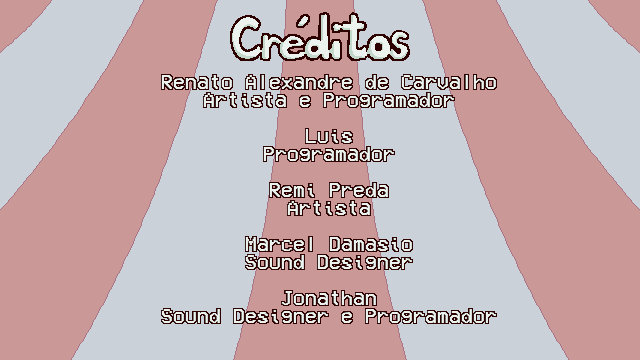 Créditos
Renato Alexandre de Carvalho
Artista e Programador
Luis
Programador
Remi Preda
Artista
Marcel Damasio
Sound Designer
Jonathan
Sound Designer e Programador